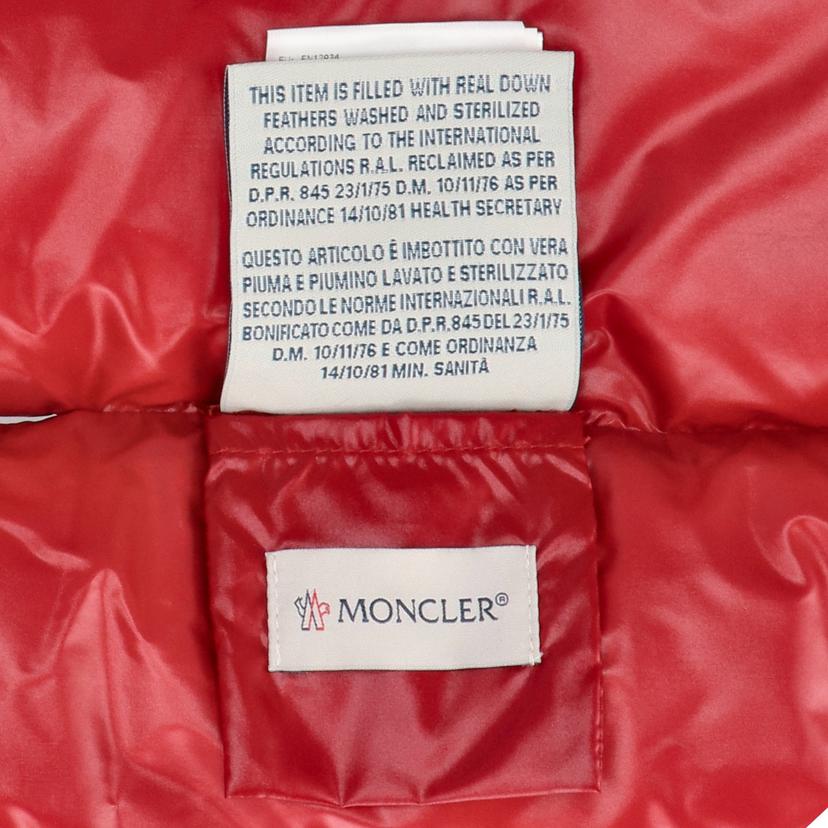 EU: EN12934
THIS ITEM IS FILLED WITH REAL DOWN
FEATHERS WASHED AND STERILIZED
ACCORDING TO THE INTERNATIONAL
REGULATIONS R.A.L. RECLAIMED AS PER
D.P.R. 845 23/1/75 D.M. 10/11/76 AS PER
ORDINANCE 14/10/81 HEALTH SECRETARY
QUESTO ARTICOLO È IMBOTTITO CON VERA
PIUMA E PIUMINO LAVATO E STERILIZZATO
SECONDO LE NORME INTERNAZIONALI R.A.L.
BONIFICATO COME DA D.P.R. 845 DEL 23/1/75
D.M. 10/11/76 E COME ORDINANZA
14/10/81 MIN. SANITÀ
MONCLER®